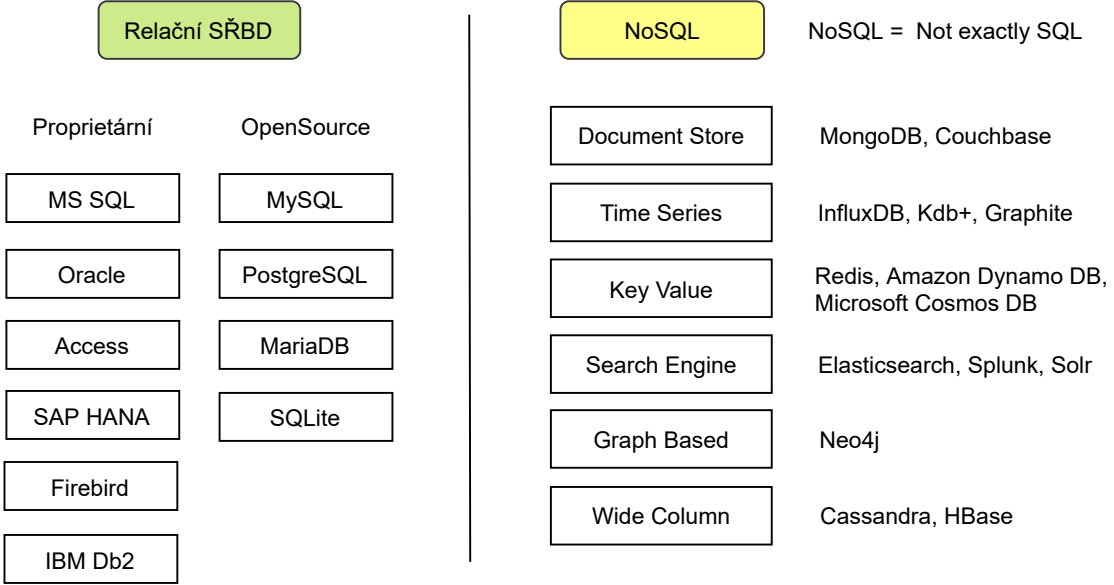 Relační SŘBD
Proprietární
OpenSource
MS SQL
MySQL
Oracle
PostgreSQL
Access
MariaDB
SAP HANA
SQLite
Firebird
IBM Db2
NoSQL
NoSQL =  Not exactly SQL
Document Store
MongoDB, Couchbase
Time Series
InfluxDB, Kdb+, Graphite
Key Value
Redis, Amazon Dynamo DB,
Microsoft Cosmos DB
Search Engine
Elasticsearch, Splunk, Solr
Graph Based
Neo4j
Wide Column
Cassandra, HBase